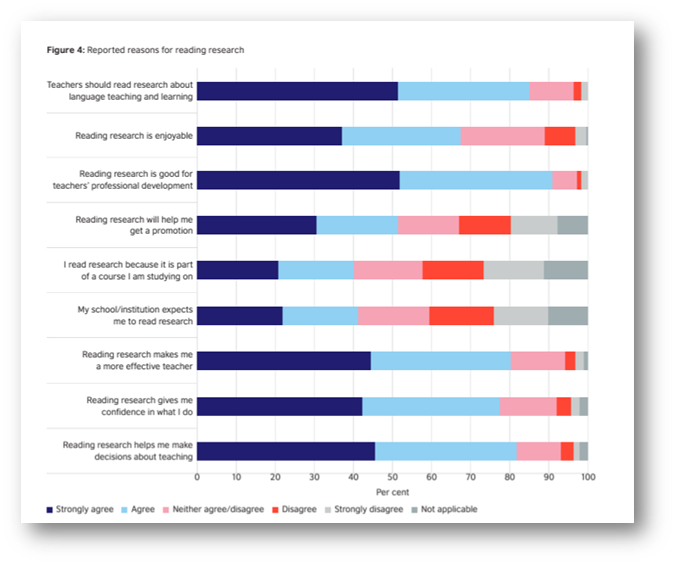 Figure 4: Reported reasons for reading research
Teachers should read research about
language teaching and learning
Reading research is enjoyable
Reading research is good for
teachers' professional development
Reading research will help me
get a promotion
I read research because it is part
of a course I am studying on
My school/institution expects
me to read research
Reading research makes me
a more effective teacher
Reading research gives me
confidence in what I do
Reading research helps me make
decisions about teaching
0 10 20 30 40 50 60 70 80 90 100
Per cent
Strongly agree Agree Neither agree/disagree Disagree Strongly disagree Not applicable